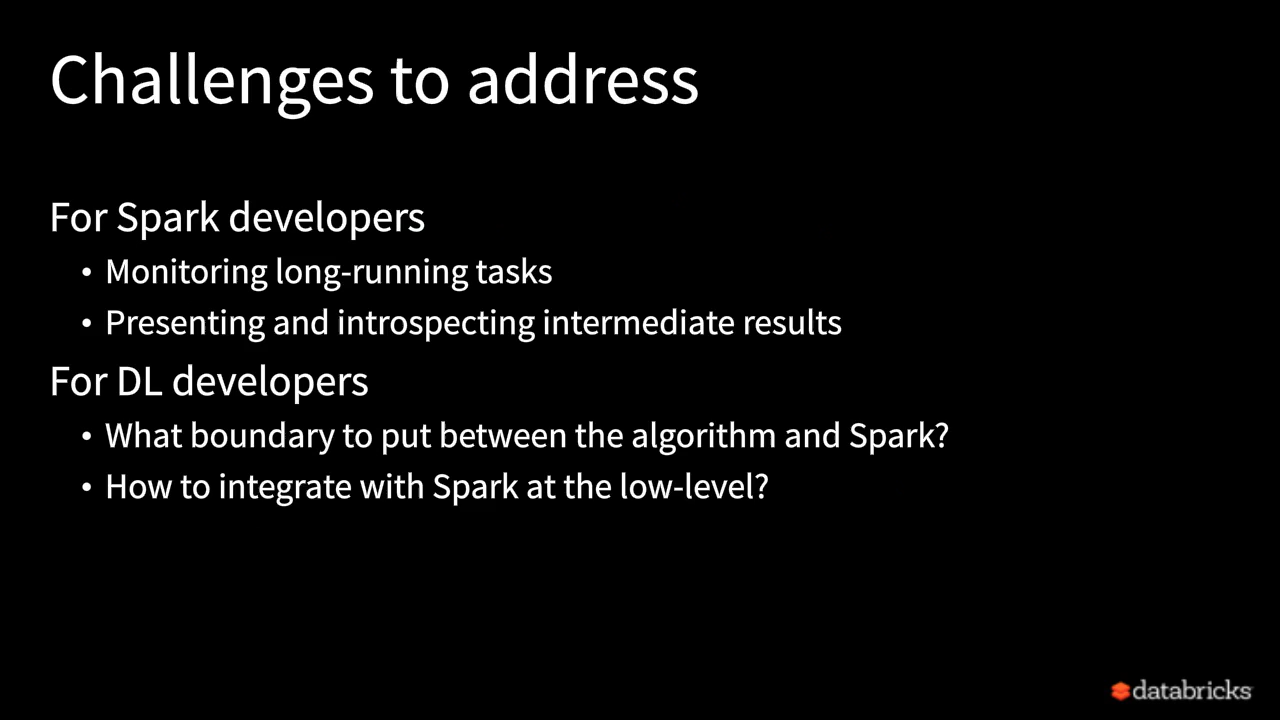 Challenges to address
For Spark developers
• Monitoring long-running tasks
• Presenting and introspecting intermediate results
For DL developers
• What boundary to put between the algorithm and Spark?
• How to integrate with Spark at the low-level?
databricks